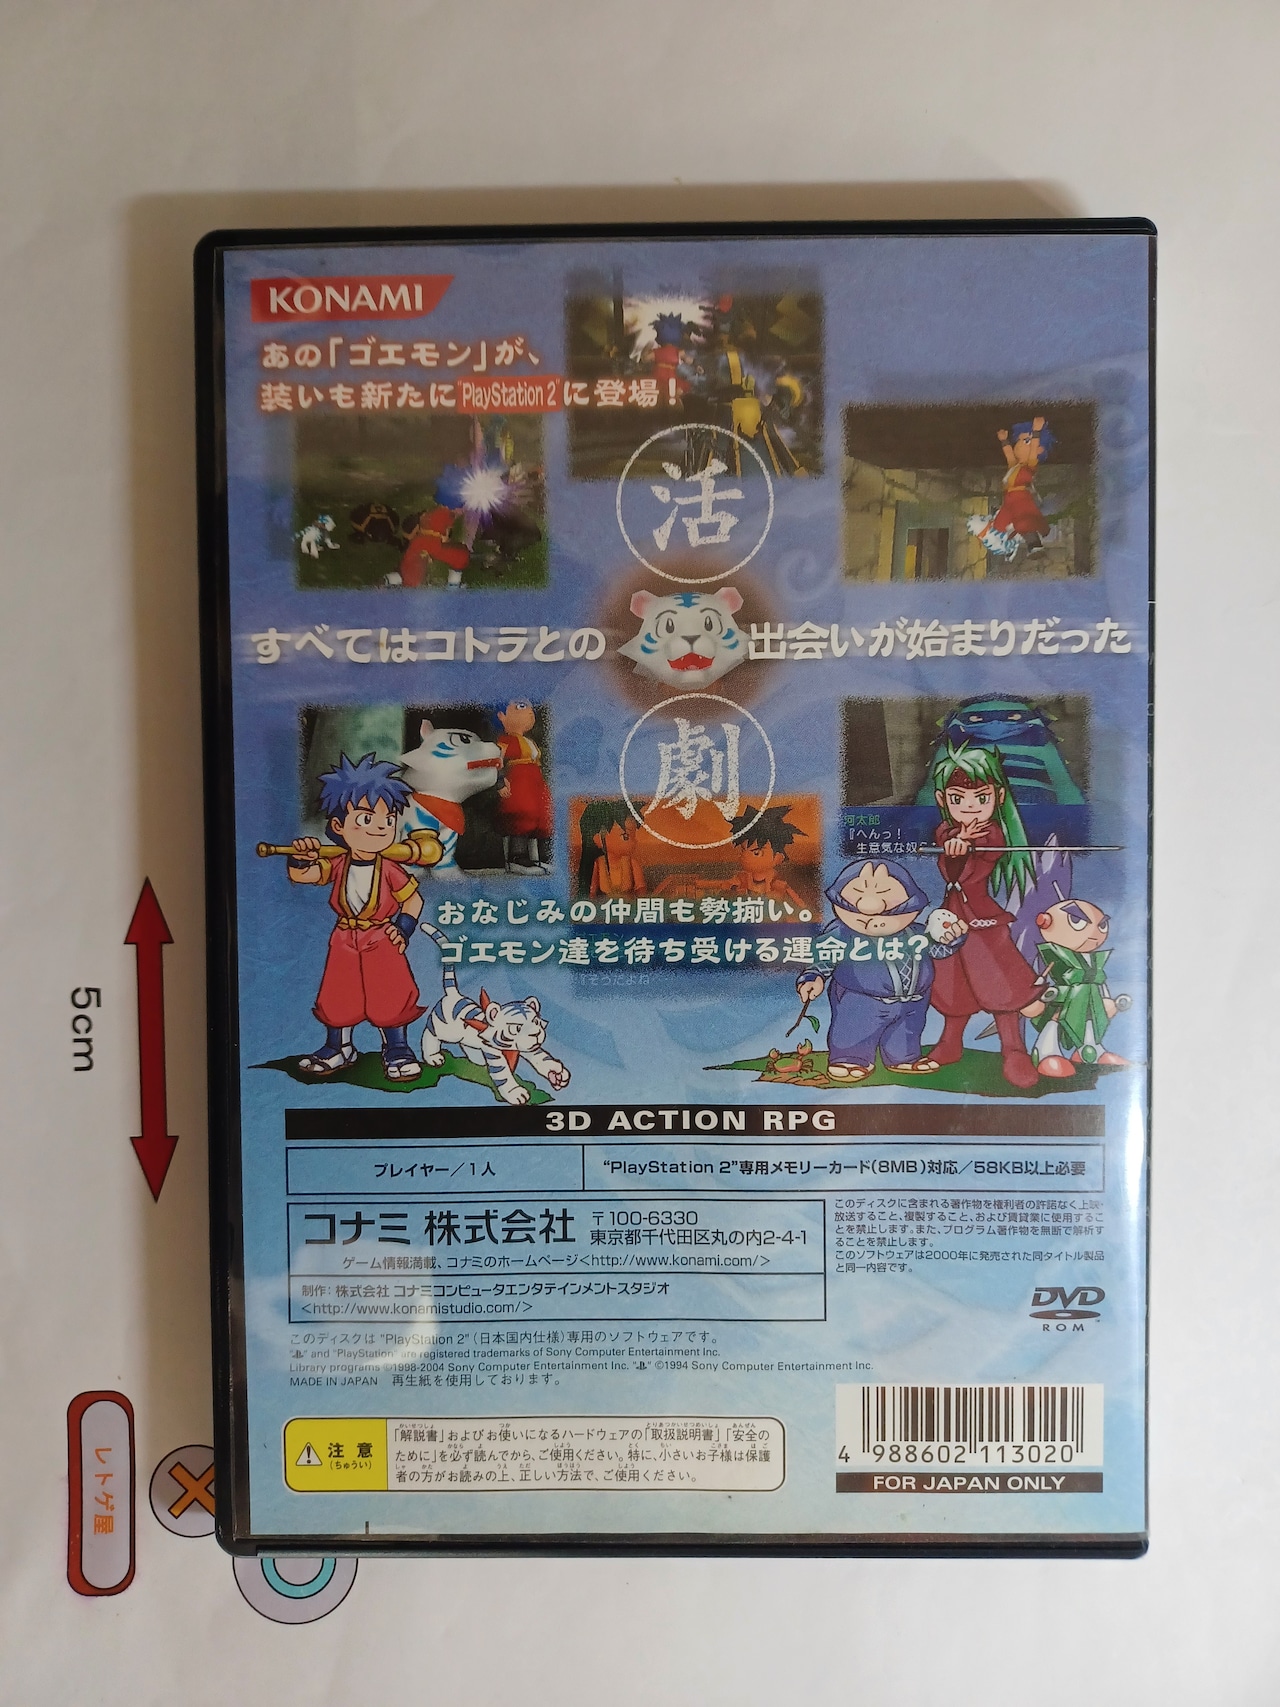 KONAMI
あの「ゴエモン」が、
装いも新たに"PlayStation 2"に登場!
活
すべてはコトラとの出会いが始まりだった
劇
河太郎
『へんっ!
生意気な奴
おなじみの仲間も勢揃い。
ゴエモン達を待ち受ける運命とは?
『そうだよね
3D ACTION RPG
プレイヤー/1人
"PlayStation 2"専用メモリーカード(8MB)対応/58KB以上必要
コナミ 株式会社
〒100-6330
東京都千代田区丸の内2-4-1
ゲーム情報満載、コナミのホームページ<http://www.konami.com/>
制作: 株式会社 コナミコンピュータエンタテインメントスタジオ
<http://www.konamistudio.com/>
このディスクに含まれる著作物を権利者の許諾なく上映・
放送すること、複製すること、および賃貸業に使用するこ
とを禁止します。また、プログラム著作物を無断で解析す
ることを禁止します。
このソフトウェアは2000年に発売された同タイトル製品
と同一内容です。
DVD
ROM
このディスクは "PlayStation 2"(日本国内仕様)専用のソフトウェアです。
" " and "PlayStation" are registered trademarks of Sony Computer Entertainment Inc.
Library programs ©1998-2004 Sony Computer Entertainment Inc. " " ©1994 Sony Computer Entertainment Inc.
MADE IN JAPAN 再生紙を使用しております。
注意
(ちゅうい)
「解説書」およびお使いになるハードウェアの「取扱説明書」「安全の
ために」を必ず読んでから、ご使用ください。特に、小さいお子様は保護
者の方がお読みの上、正しい方法で、ご使用ください。
4 988602 113020
FOR JAPAN ONLY
5cm
レトゲ屋